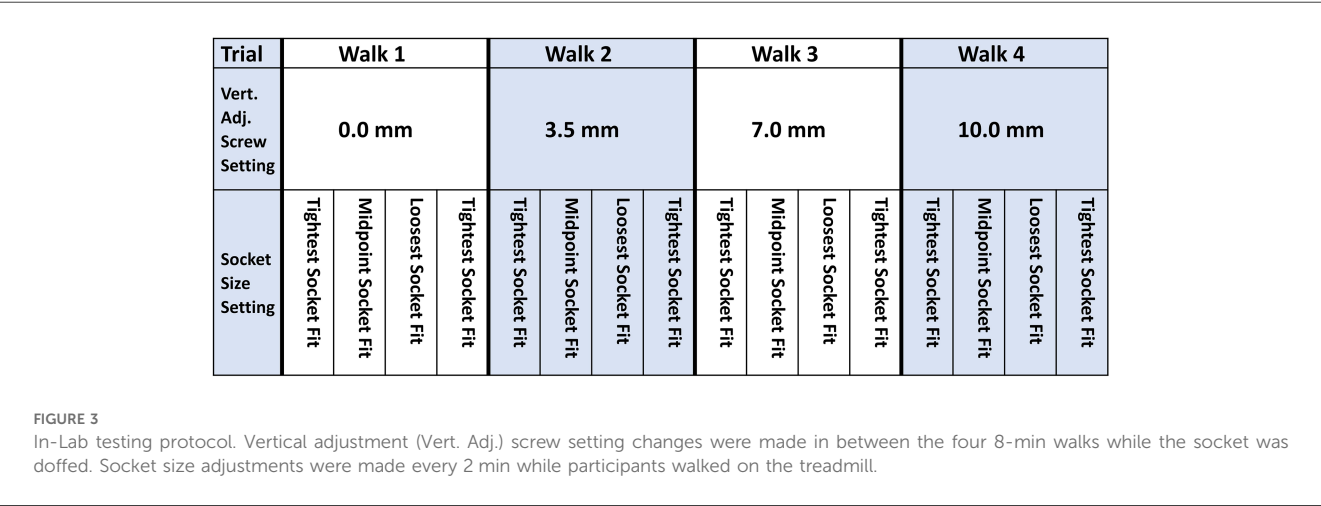 Trial Walk 1 Walk 2 Walk 3 Walk 4
Vert.
Adj.
Screw
Setting
0.0 mm 3.5 mm 7.0 mm 10.0 mm
Socket
Size
Setting
Tightest Socket Fit
Midpoint Socket Fit
Loosest Socket Fit
Tightest Socket Fit
Tightest Socket Fit
Midpoint Socket Fit
Loosest Socket Fit
Tightest Socket Fit
Tightest Socket Fit
Midpoint Socket Fit
Loosest Socket Fit
Tightest Socket Fit
Tightest Socket Fit
Midpoint Socket Fit
Loosest Socket Fit
Tightest Socket Fit
FIGURE 3
In-Lab testing protocol. Vertical adjustment (Vert. Adj.) screw setting changes were made in between the four 8-min walks while the socket was
doffed. Socket size adjustments were made every 2 min while participants walked on the treadmill.